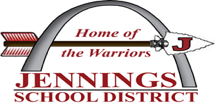 Home of
the Warriors
J
JENNINGS
SCHOOL DISTRICT